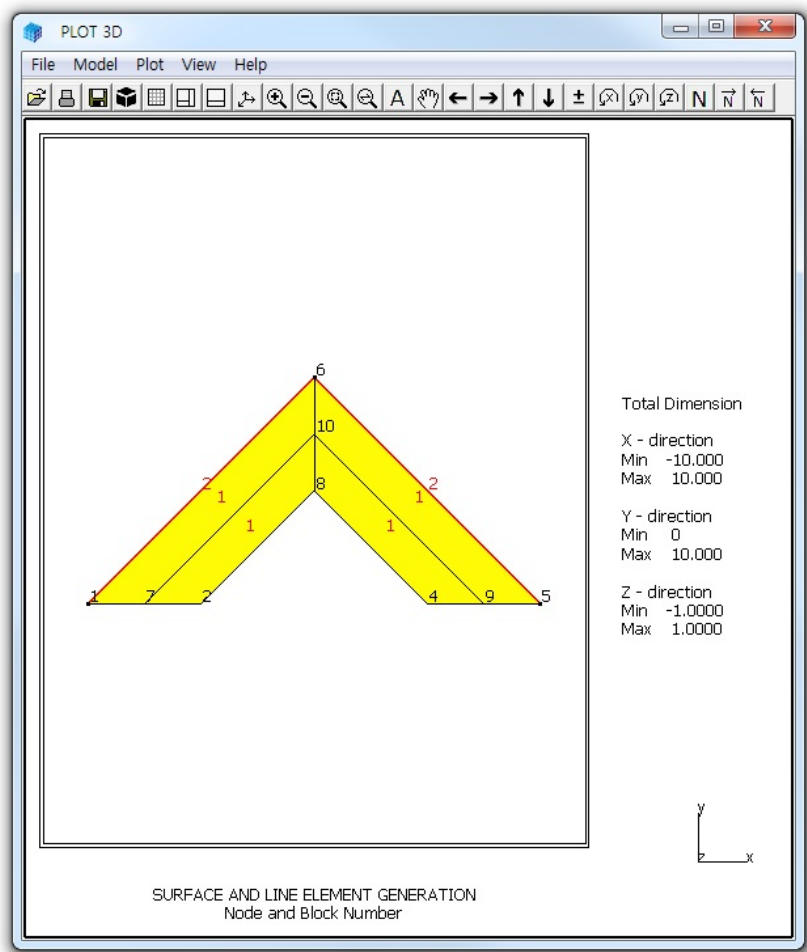 PLOT 3D
File Model Plot View Help
A ± x y z N N N
6
10
2 2
1 1
8
1 1
1 7 2 4 9 5
Total Dimension
X - direction
Min -10.000
Max 10.000
Y - direction
Min 0
Max 10.000
Z - direction
Min -1.0000
Max 1.0000
y
z x
SURFACE AND LINE ELEMENT GENERATION
Node and Block Number